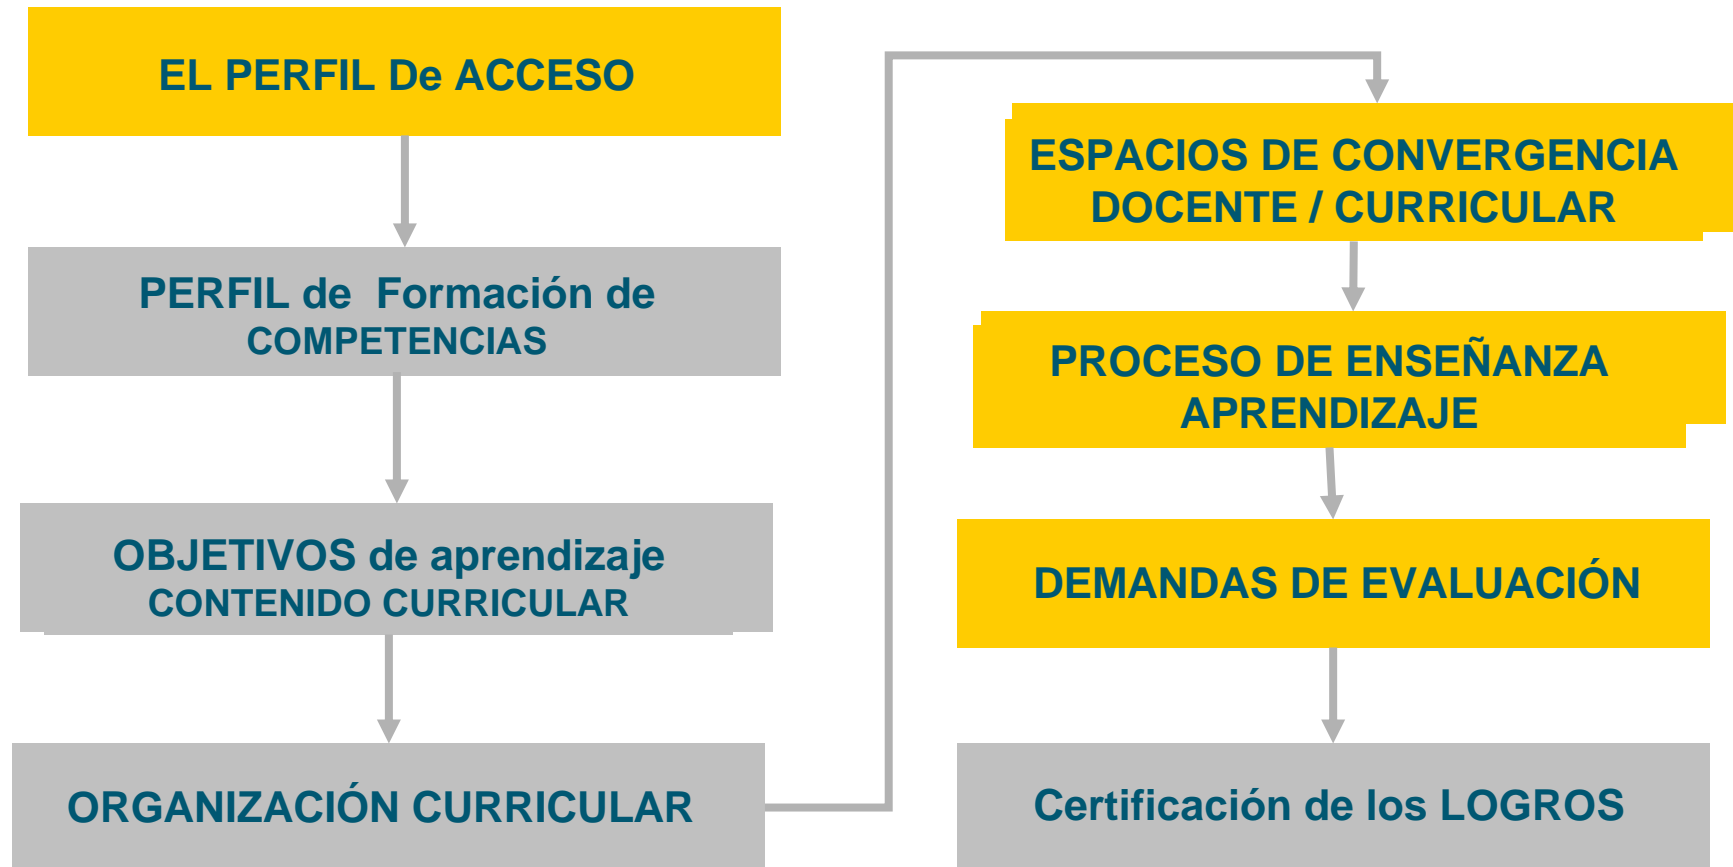 EL PERFIL De ACCESO
PERFIL de  Formación de
COMPETENCIAS
OBJETIVOS de aprendizaje
CONTENIDO CURRICULAR
ORGANIZACIÓN CURRICULAR
ESPACIOS DE CONVERGENCIA
DOCENTE / CURRICULAR
PROCESO DE ENSEÑANZA
APRENDIZAJE
DEMANDAS DE EVALUACIÓN
Certificación de los LOGROS